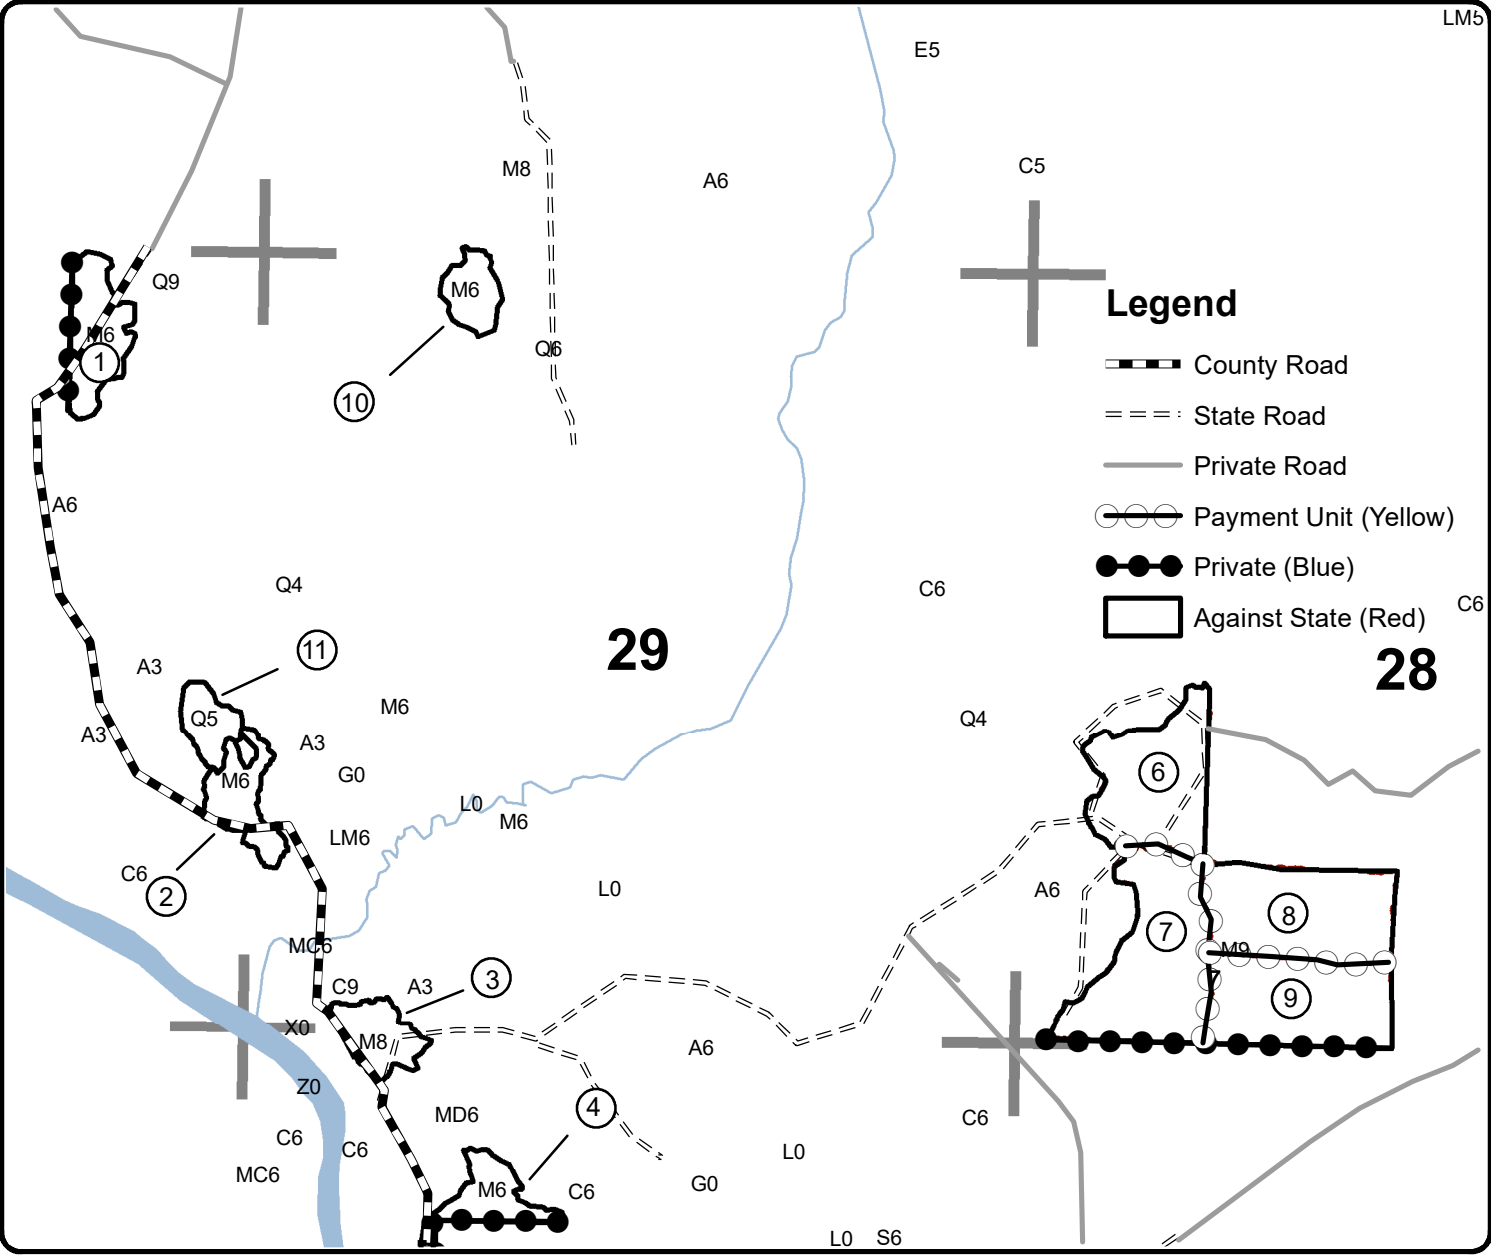 LM5
E5
C5
M8
A6
Q9
M6
M6
1
Q6
10
Legend
County Road
State Road
Private Road
Payment Unit (Yellow)
Private (Blue)
Against State (Red)
A6
Q4
C6
C6
11
29
28
A3
Q5
M6
Q4
A3
A3
M6
G0
6
L0
M6
LM6
C6
2
L0
A6
7
8
M9
MC6
C9
A3
3
9
X0
M8
A6
Z0
MD6
4
C6
C6
C6
MC6
M6
C6
L0
G0
L0
S6